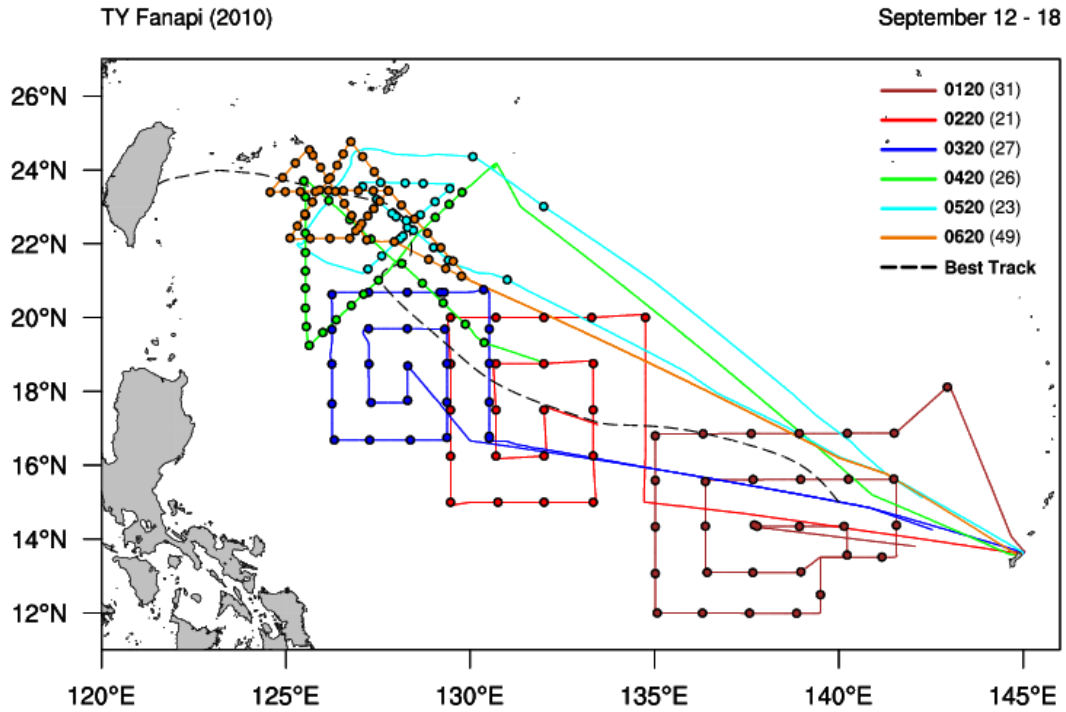 TY Fanapi (2010)
September 12 - 18
26°N
24°N
22°N
20°N
18°N
16°N
14°N
12°N
0120 (31)
0220 (21)
0320 (27)
0420 (26)
0520 (23)
0620 (49)
Best Track
120°E
125°E
130°E
135°E
140°E
145°E